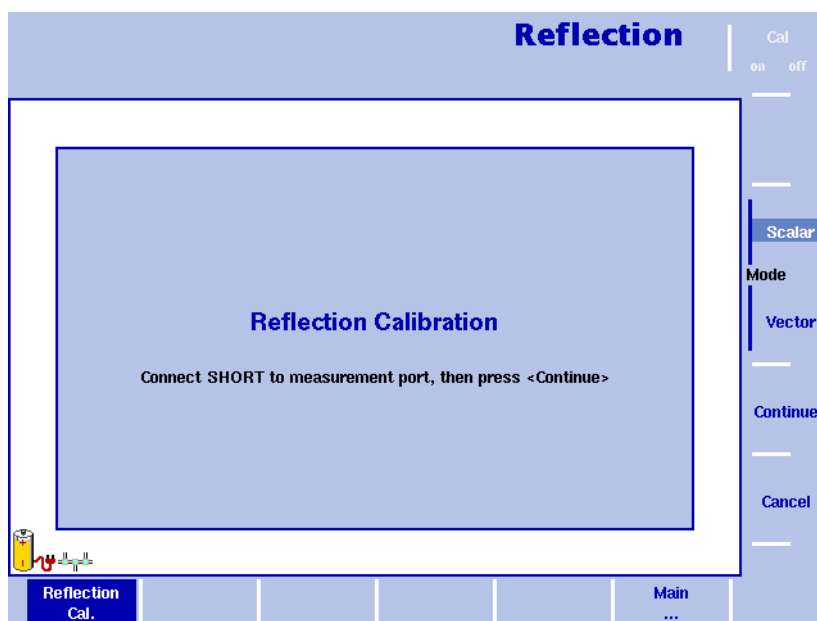 Reflection
Cal
on off
Scalar
Mode
Vector
Continue
Cancel
Reflection Calibration
Connect SHORT to measurement port, then press <Continue>
Reflection
Cal.
Main
...